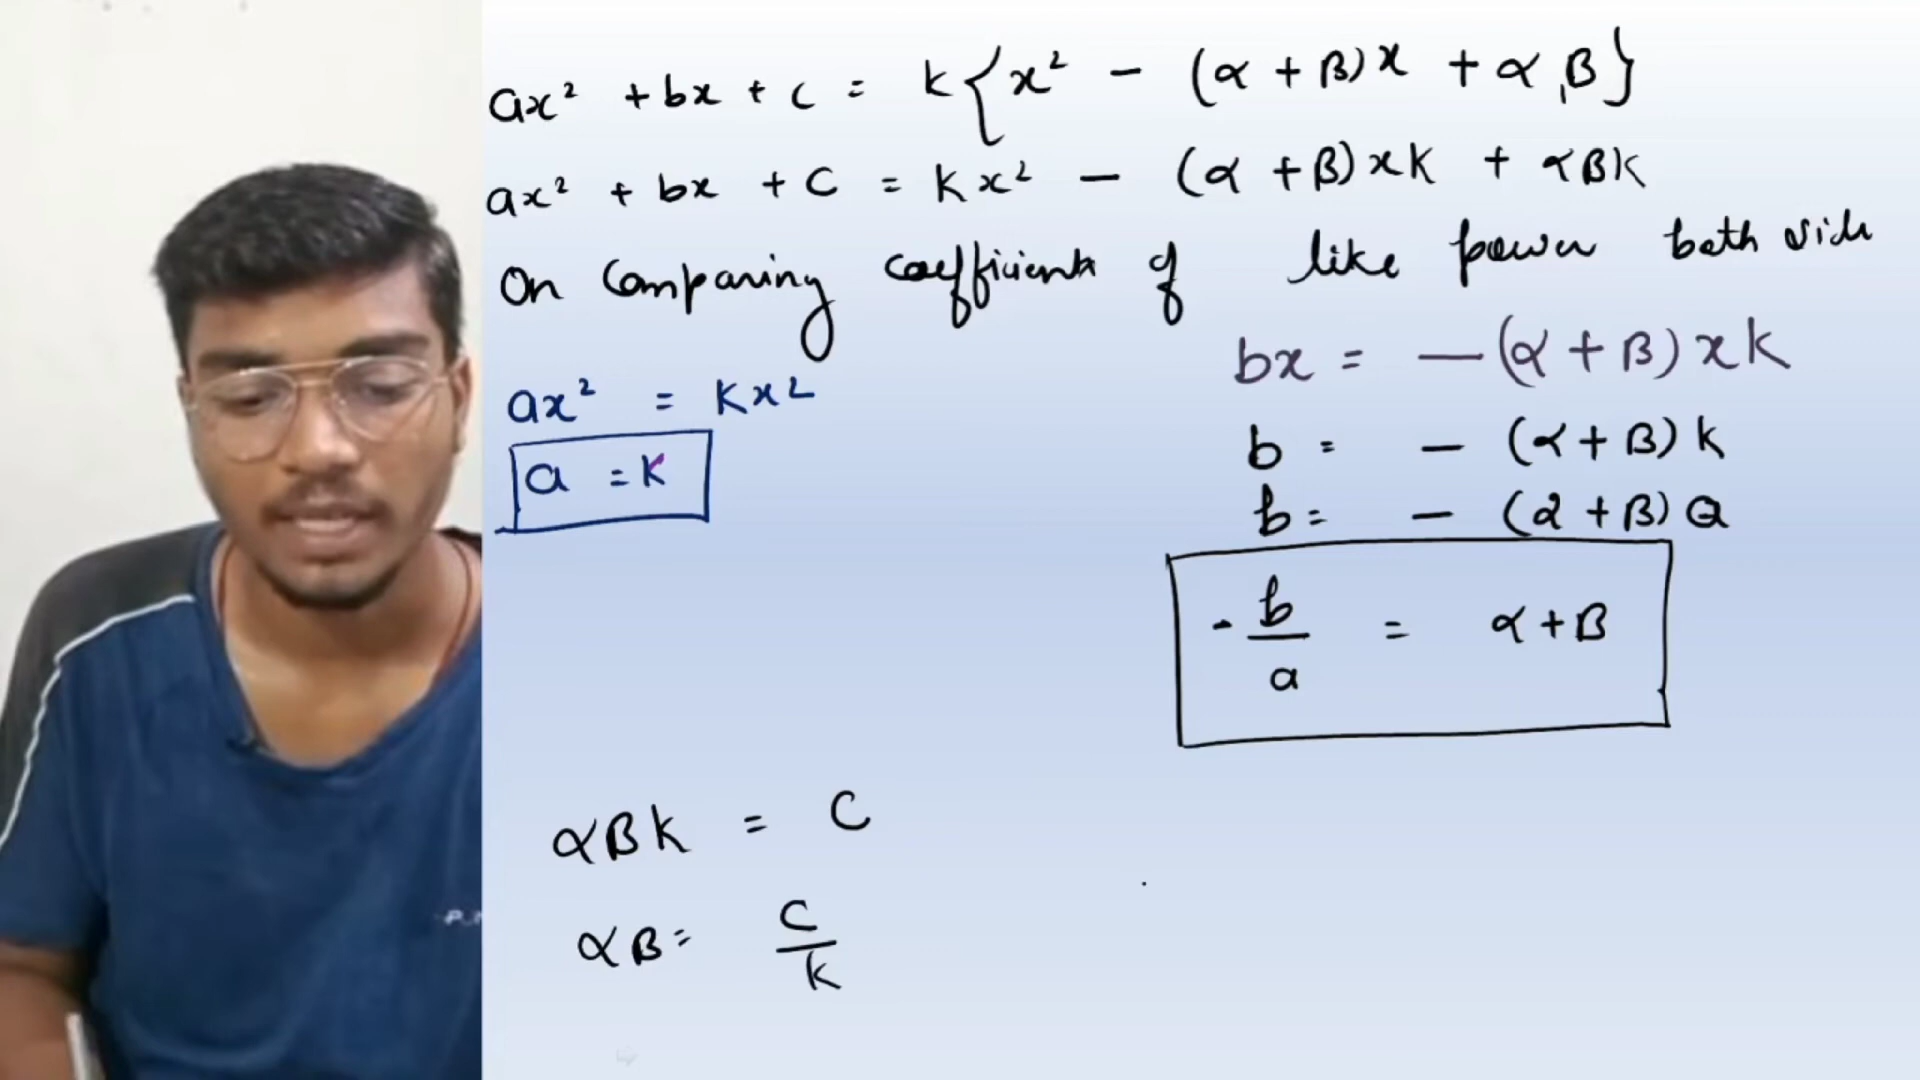 ax² + bx + c = k{x² - (α + β)x + αβ}
ax² + bx + c = kx² - (α + β)xk + αβk
On Comparing coefficients of like power both side
ax² = kx²
a = k
bx = -(α + β)xk
b = - (α + β)k
b = - (α + β)a
-b/a = α + β
αβk = c
αβ = c/k